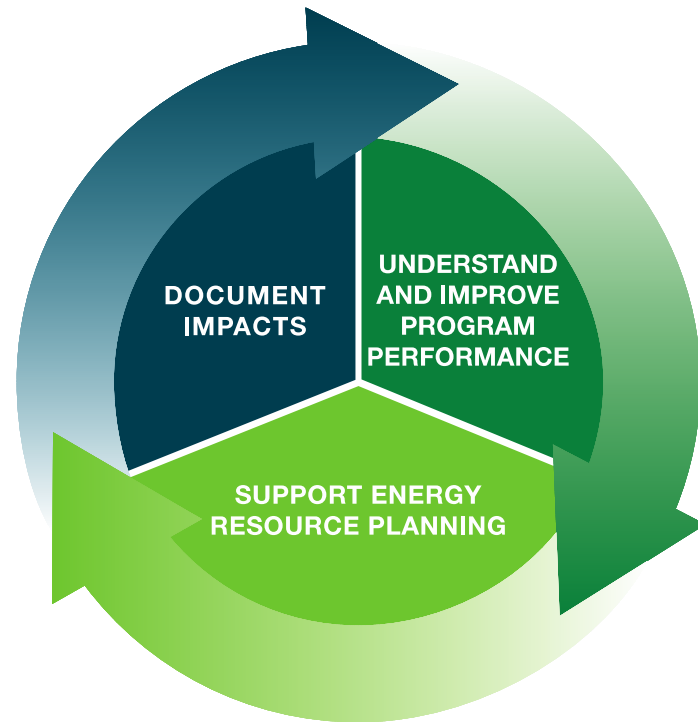 DOCUMENT
IMPACTS
UNDERSTAND
AND IMPROVE
PROGRAM
PERFORMANCE
SUPPORT ENERGY
RESOURCE PLANNING